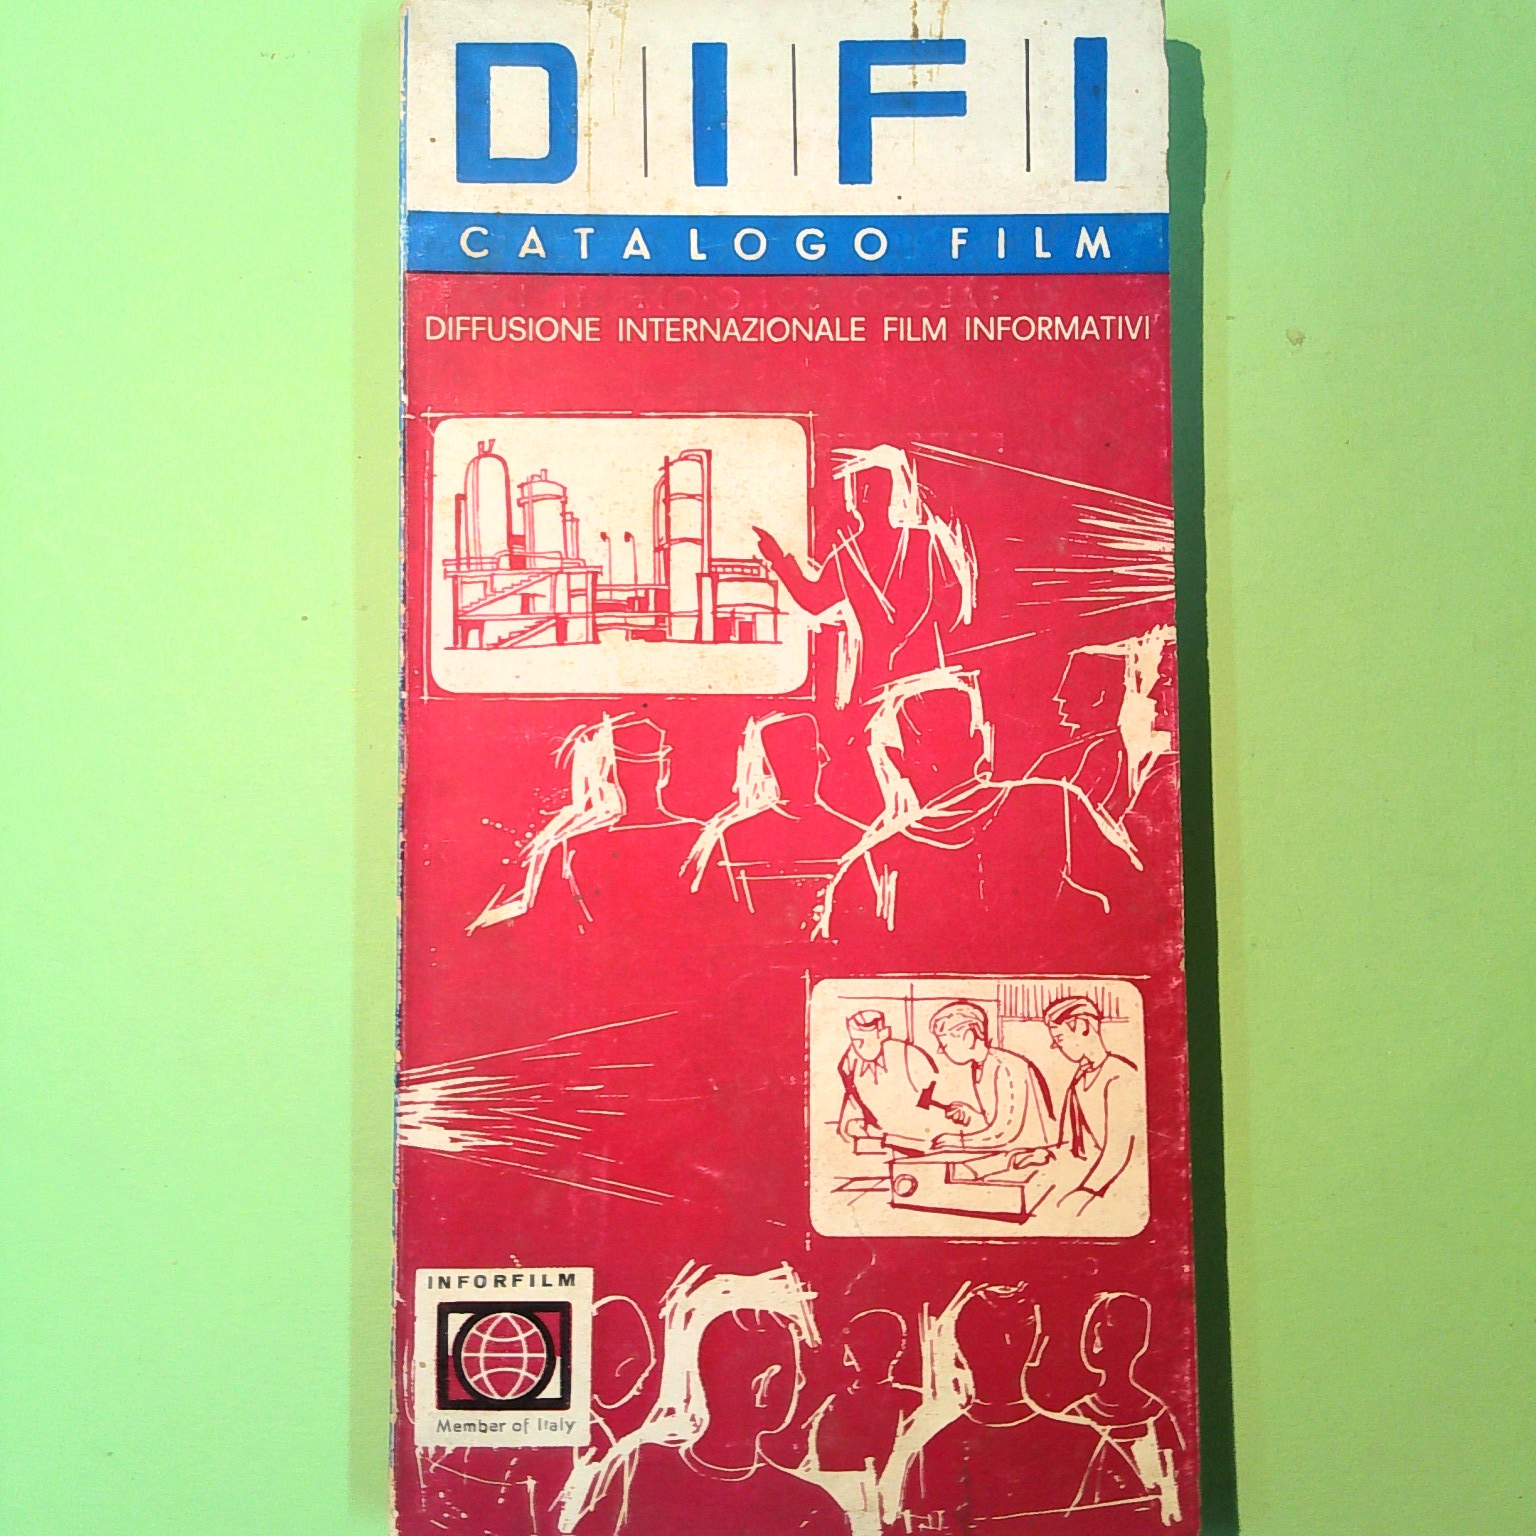 DIFI
CATALOGO FILM
DIFFUSIONE INTERNAZIONALE FILM INFORMATIVI
INFORFILM
Member of Italy